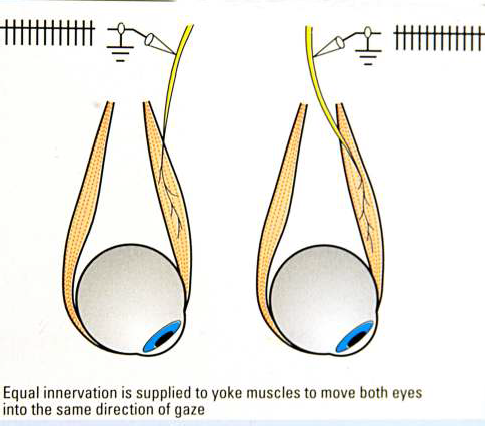 Equal innervation is supplied to yoke muscles to move both eyes
into the same direction of gaze